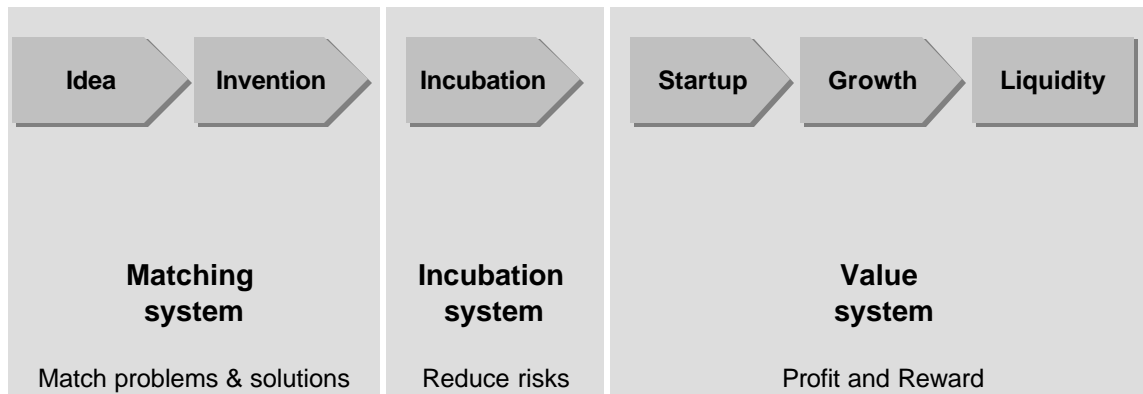 Idea
Invention
Incubation
Startup
Growth
Liquidity
Matching
system
Incubation
system
Value
system
Match problems & solutions
Reduce risks
Profit and Reward